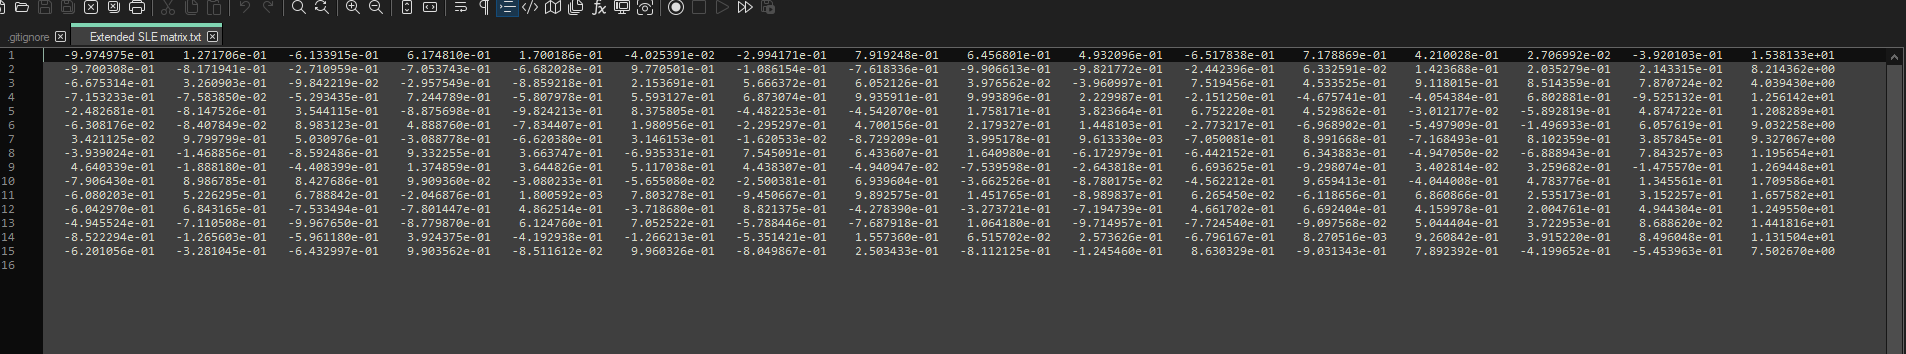 .gitignore Extended SLE matrix.txt
1 -9.974975e-01 1.271706e-01 -6.133915e-01 6.174810e-01 1.700186e-01 -4.025391e-02 -2.994171e-01 7.919248e-01 6.456801e-01 4.932096e-01 -6.517838e-01 7.178869e-01 4.210028e-01 2.706992e-02 -3.920103e-01 1.538133e+01
2 -9.700308e-01 -8.171941e-01 -2.710959e-01 -7.053743e-01 -6.682028e-01 9.770501e-01 -1.086154e-01 -7.618336e-01 -9.906613e-01 -9.821772e-01 -2.442396e-01 6.332591e-02 1.423688e-01 2.035279e-01 2.143315e-01 8.214362e+00
3 -6.675314e-01 3.260903e-01 -9.842219e-02 -2.957549e-01 -8.859218e-01 2.153691e-01 5.666372e-01 6.052126e-01 3.976562e-02 -3.960997e-01 7.519456e-01 4.533525e-01 9.118015e-01 8.514359e-01 7.870724e-02 4.039430e+00
4 -7.153233e-01 -7.583850e-02 -5.293435e-01 7.244789e-01 -5.807978e-01 5.593127e-01 6.873074e-01 9.935911e-01 9.993896e-01 2.229987e-01 -2.151250e-01 -4.675741e-01 -4.054384e-01 6.802881e-01 -9.525132e-01 1.256142e+01
5 -2.482681e-01 -8.147526e-01 3.544115e-01 -8.875698e-01 -9.824213e-01 8.375805e-01 -4.482253e-01 -4.542070e-01 1.758171e-01 3.823664e-01 6.752220e-01 4.529862e-01 -3.012177e-02 -5.892819e-01 4.874722e-01 1.208289e+01
6 -6.308176e-02 -8.407849e-02 8.983123e-01 4.888760e-01 -7.834407e-01 1.980956e-01 -2.295297e-01 4.700156e-01 2.179327e-01 1.448103e-01 -2.773217e-01 -6.968902e-01 -5.497909e-01 -1.496933e-01 6.057619e-01 9.032258e+00
7 3.421125e-02 9.799799e-01 5.030976e-01 -3.088778e-01 -6.620380e-01 3.146153e-01 -1.620533e-02 -8.729209e-01 3.995178e-01 9.613330e-03 -7.050081e-01 8.991668e-01 -7.168493e-01 8.102359e-01 3.857845e-01 9.327067e+00
8 -3.939024e-01 -1.468856e-01 -8.592486e-01 9.332255e-01 3.663747e-01 -6.935331e-01 7.545091e-01 6.433607e-01 1.640980e-01 -6.172979e-01 -6.442152e-01 6.343883e-01 -4.947050e-02 -6.888943e-01 7.843257e-03 1.195654e+01
9 4.640339e-01 -1.888180e-01 -4.408399e-01 1.374859e-01 3.644826e-01 5.117038e-01 4.438307e-01 -4.940947e-02 -7.539598e-01 -2.643818e-01 6.693625e-01 -9.298074e-01 3.402814e-02 3.259682e-01 -1.475570e-01 1.269448e+01
10 -7.906430e-01 8.986785e-01 8.427686e-01 9.909360e-02 -3.080233e-01 -5.655080e-02 -2.500381e-01 6.939604e-01 -3.662526e-01 -8.780175e-02 -4.562212e-01 9.659413e-01 -4.044008e-01 4.783776e-01 1.345561e-01 1.709586e+01
11 -6.080203e-02 5.226295e-01 6.788842e-01 -2.046876e-01 1.800592e-03 7.803278e-01 -9.450667e-01 9.892575e-01 1.451765e-01 -8.989837e-01 6.265450e-02 -6.118656e-01 6.860866e-01 2.535173e-01 3.152257e-01 1.657582e+01
12 -6.042970e-01 6.843165e-01 -7.533494e-01 -7.801447e-01 4.862514e-01 -3.718680e-01 8.821375e-01 -4.278390e-01 -3.273721e-01 -7.194739e-01 4.661702e-01 6.692404e-01 4.159978e-01 2.004761e-01 4.944304e-01 1.249550e+01
13 -4.945524e-01 -7.110508e-01 -9.967650e-01 -8.779870e-01 6.124760e-01 7.052522e-01 -5.788446e-01 -7.687918e-01 1.064180e-01 -9.714957e-01 -7.724540e-01 -9.097568e-02 5.044404e-01 3.722953e-01 8.688620e-02 1.441816e+01
14 -8.522294e-01 -1.265603e-01 -5.961180e-01 3.924375e-01 -4.192938e-01 -1.266213e-01 -5.351421e-01 1.557360e-01 6.515702e-02 2.573626e-01 -6.796167e-01 8.270516e-03 9.260842e-01 3.915220e-01 8.496048e-01 1.131504e+01
15 -6.201056e-01 -3.281045e-01 -6.432997e-01 9.903562e-01 -8.511612e-02 9.960326e-01 -8.049867e-01 2.503433e-01 -8.112125e-01 -1.245460e-01 8.630329e-01 -9.031343e-01 7.892392e-01 -4.199652e-01 -5.453963e-01 7.502670e+00
16